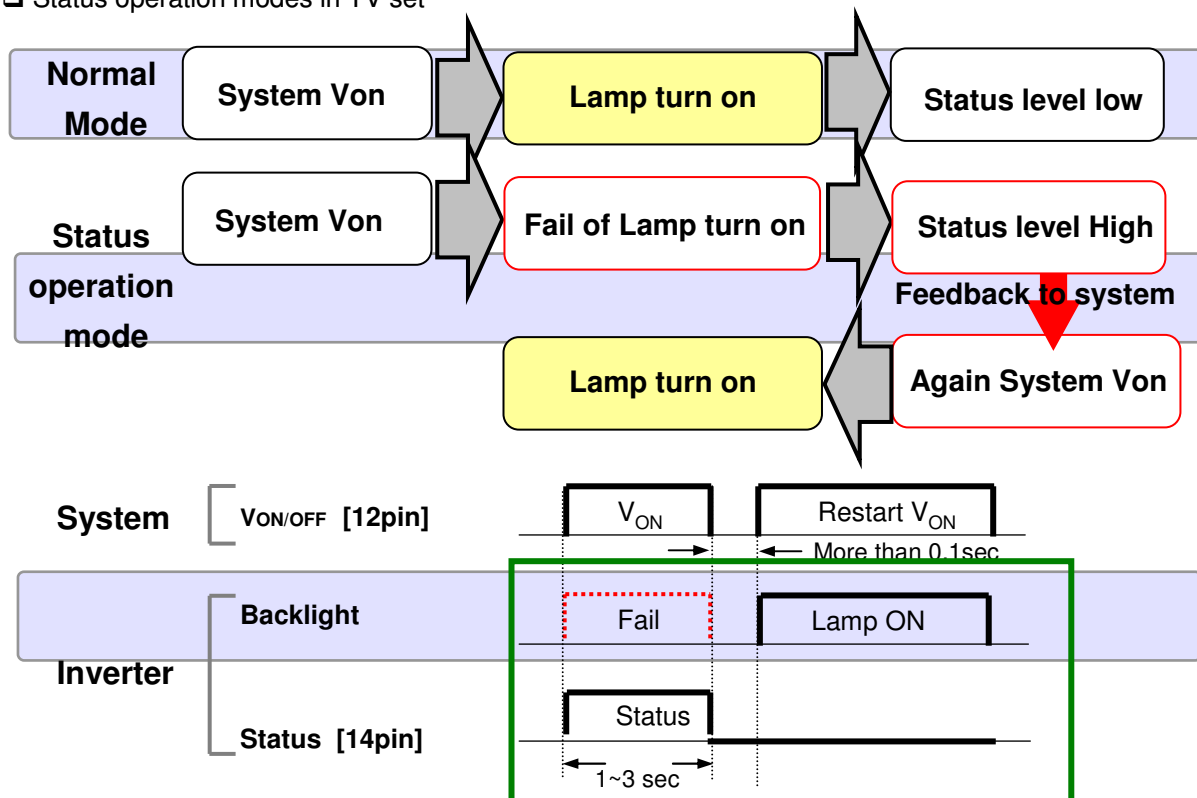 ❑ Status operation modes in TV set
Normal
Mode
System Von
Lamp turn on
Status level low
Status
operation
mode
System Von
Fail of Lamp turn on
Status level High
Feedback to system
Lamp turn on
Again System Von
System
VON/OFF [12pin]
VON
Restart VON
More than 0.1sec
Inverter
Backlight
Fail
Lamp ON
Status [14pin]
Status
1~3 sec